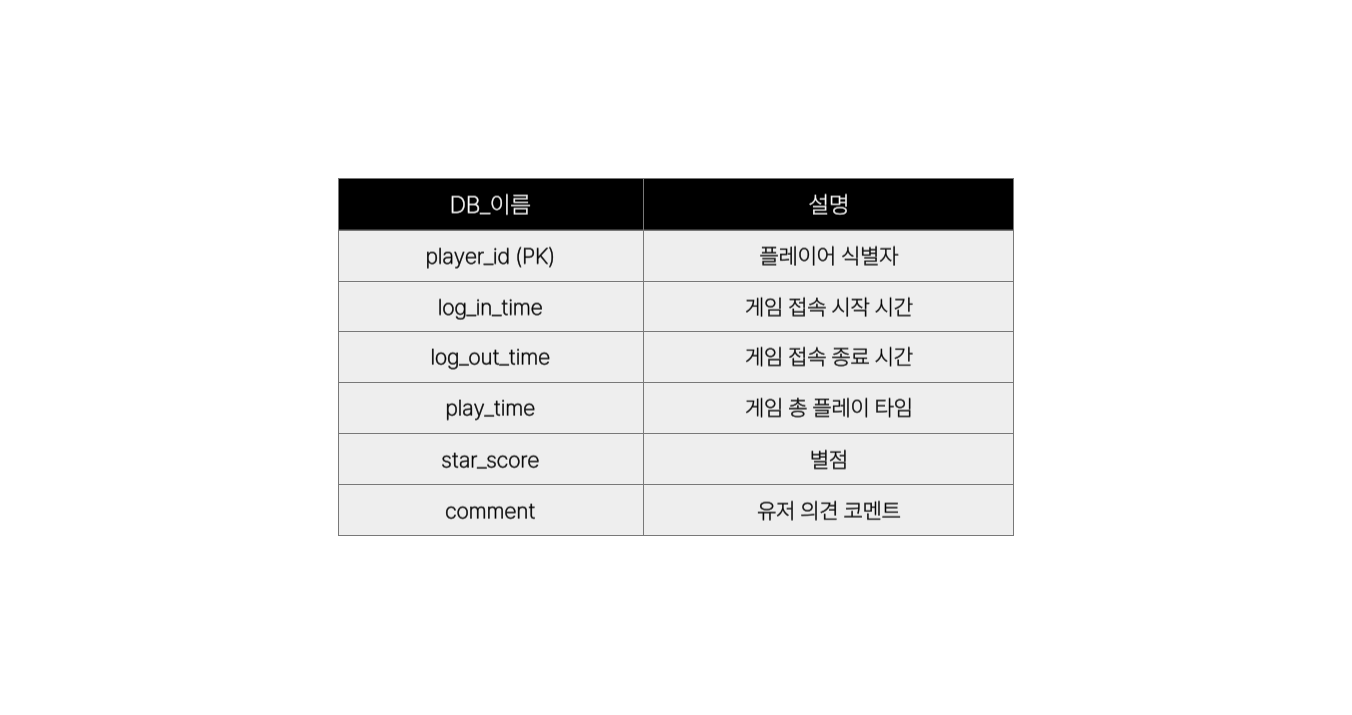 DB_이름 설명
player_id (PK) 플레이어 식별자
log_in_time 게임 접속 시작 시간
log_out_time 게임 접속 종료 시간
play_time 게임 총 플레이 타임
star_score 별점
comment 유저 의견 코멘트